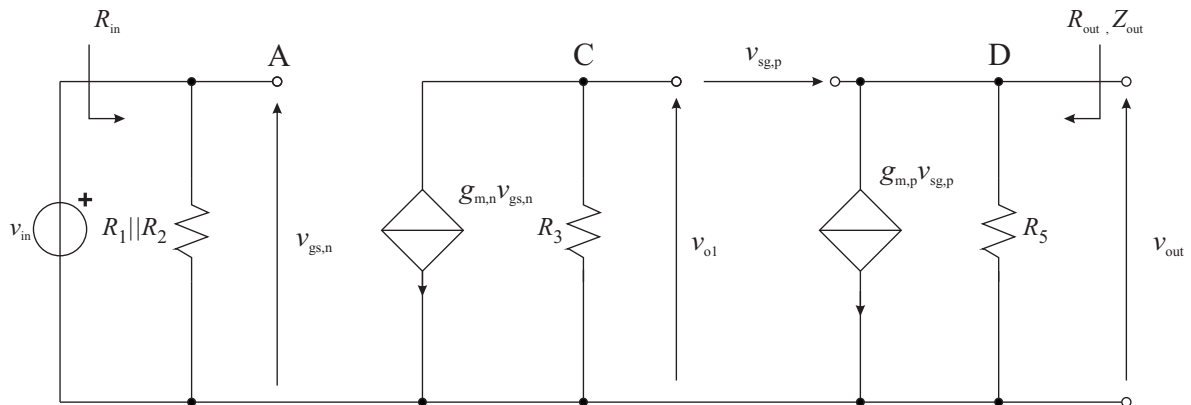 R_in
A
C
v_sg,p
D
R_out , Z_out
+
v_in
R_1||R_2
v_gs,n
g_m,n v_gs,n
R_3
v_o1
g_m,p v_sg,p
R_5
v_out